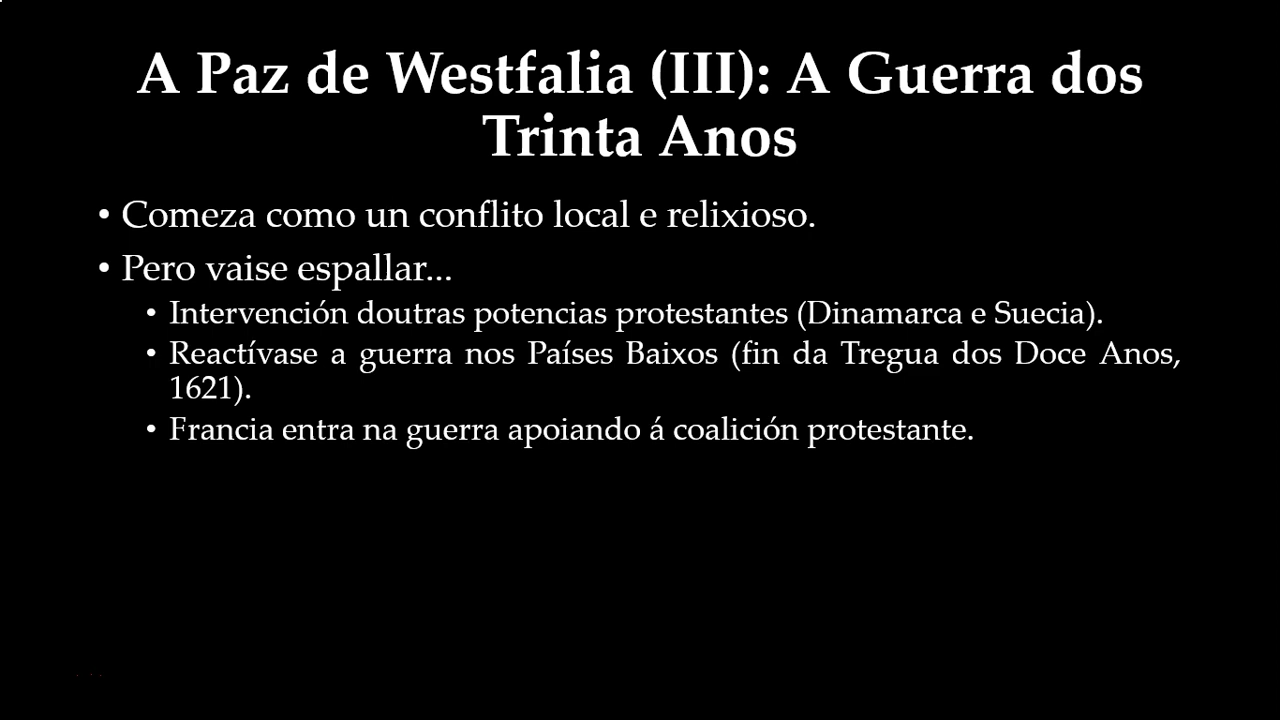 A Paz de Westfalia (III): A Guerra dos
Trinta Anos
• Comeza como un conflito local e relixioso.
• Pero vaise espallar...
• Intervención doutras potencias protestantes (Dinamarca e Suecia).
• Reactívase a guerra nos Países Baixos (fin da Tregua dos Doce Anos,
1621).
• Francia entra na guerra apoiando á coalición protestante.